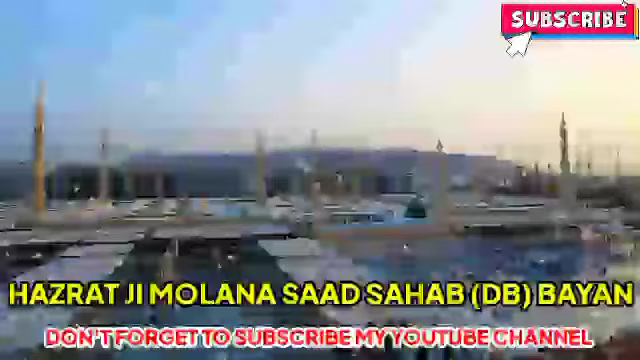 SUBSCRIBE
HAZRAT JI MOLANA SAAD SAHAB (DB) BAYAN
DON'T FORGET TO SUBSCRIBE MY YOUTUBE CHANNEL